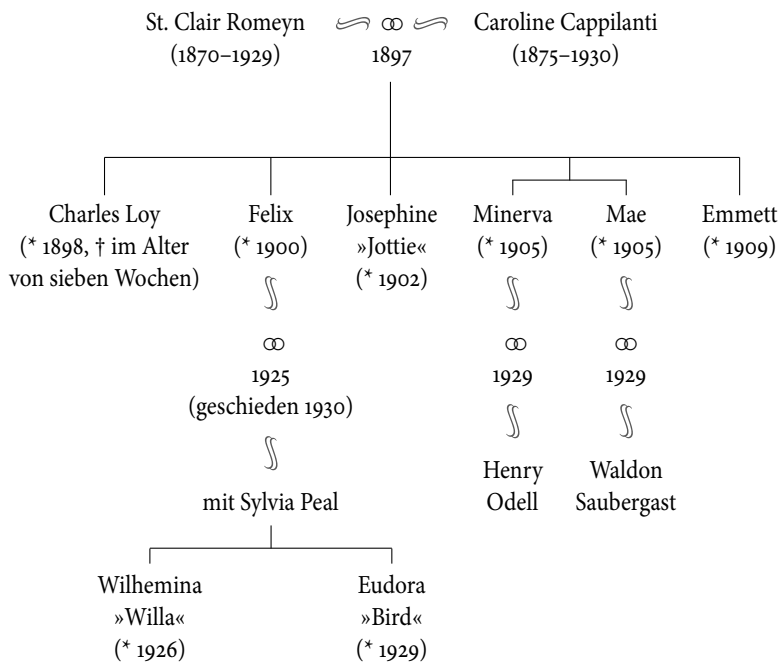 St. Clair Romeyn
(1870–1929)
1897
Caroline Cappilanti
(1875–1930)
Charles Loy
(* 1898, † im Alter
von sieben Wochen)
Felix
(* 1900)
Josephine
»Jottie«
(* 1902)
Minerva
(* 1905)
Mae
(* 1905)
Emmett
(* 1909)
1925
(geschieden 1930)
mit Sylvia Peal
1929
Henry
Odell
1929
Waldon
Saubergast
Wilhemina
»Willa«
(* 1926)
Eudora
»Bird«
(* 1929)